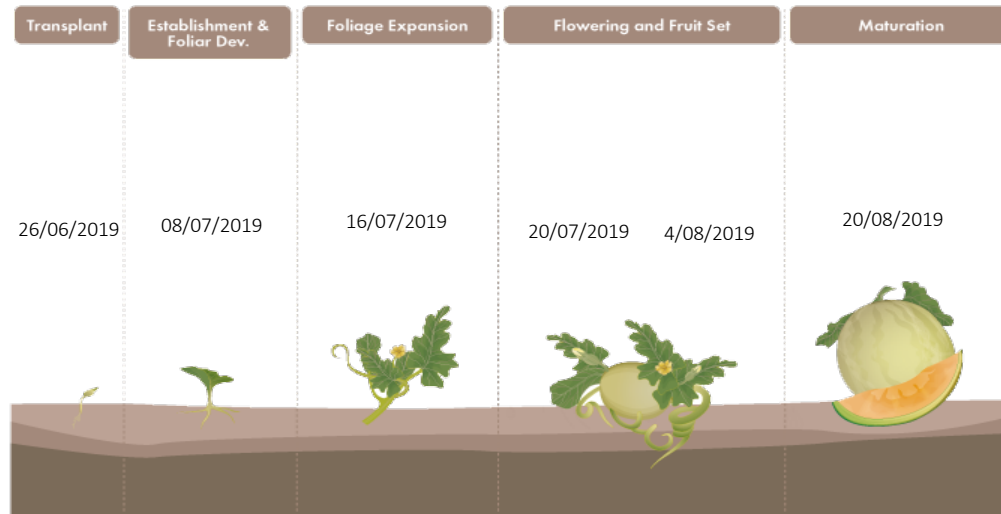 Transplant
Establishment &
Foliar Dev.
Foliage Expansion
Flowering and Fruit Set
Maturation
26/06/2019
08/07/2019
16/07/2019
20/07/2019
4/08/2019
20/08/2019